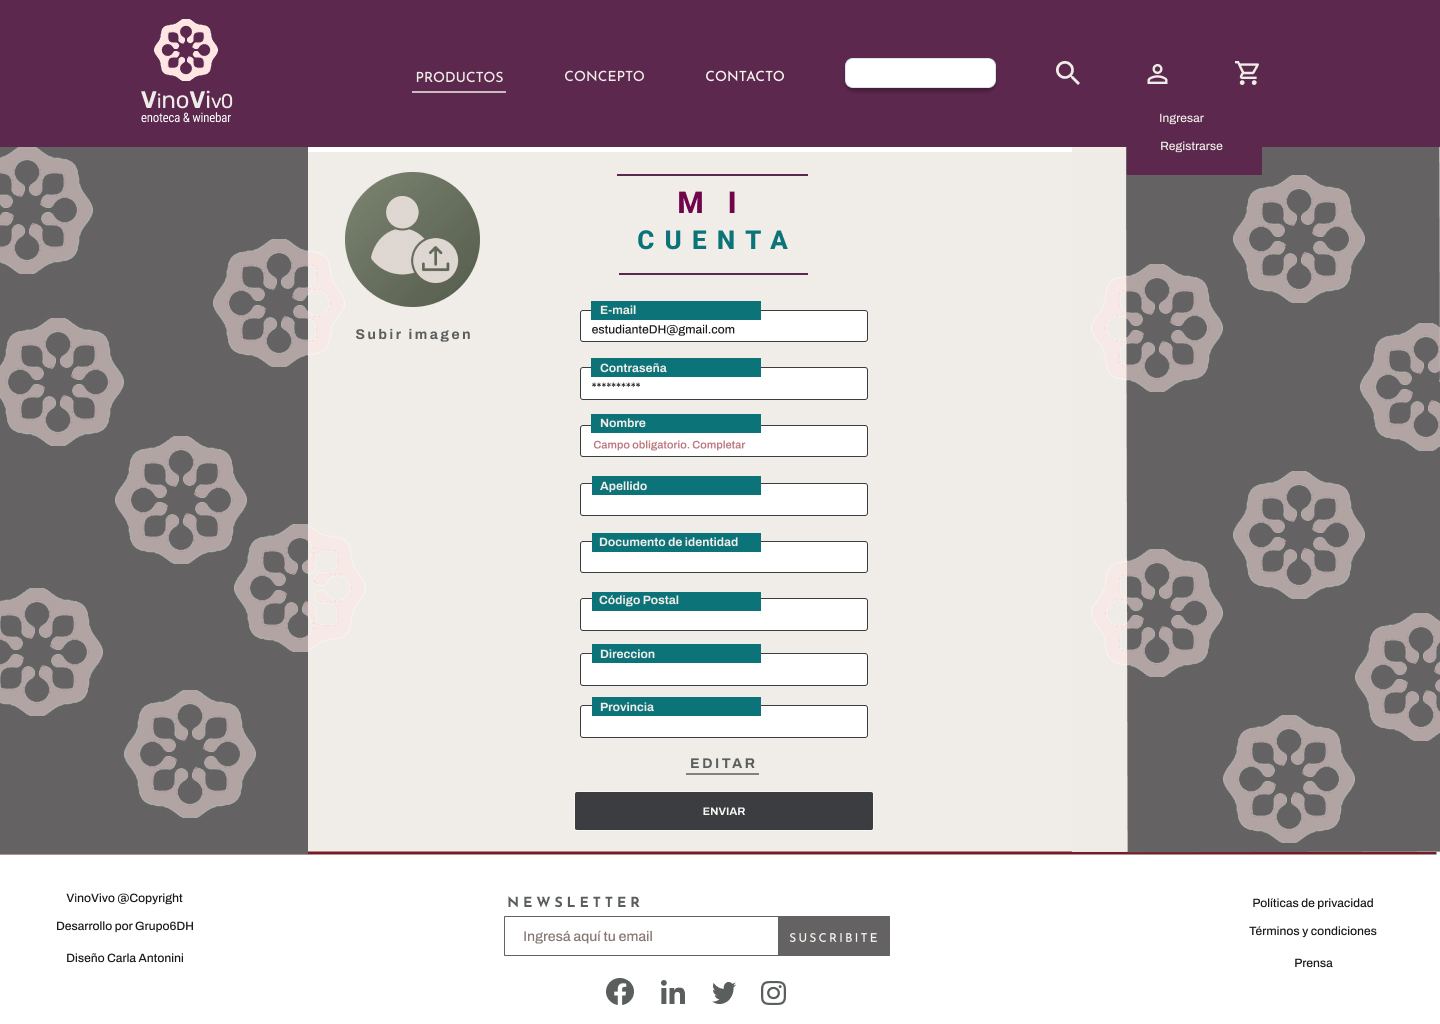 VinoViv0
enoteca & winebar
PRODUCTOS
CONCEPTO
CONTACTO
Ingresar
Registrarse
MI
CUENTA
Subir imagen
E-mail
estudianteDH@gmail.com
Contraseña
**********
Nombre
Campo obligatorio. Completar
Apellido
Documento de identidad
Código Postal
Direccion
Provincia
EDITAR
ENVIAR
VinoVivo @Copyright
Desarrollo por Grupo6DH
Diseño Carla Antonini
NEWSLETTER
Ingresá aquí tu email
SUSCRIBITE
Políticas de privacidad
Términos y condiciones
Prensa